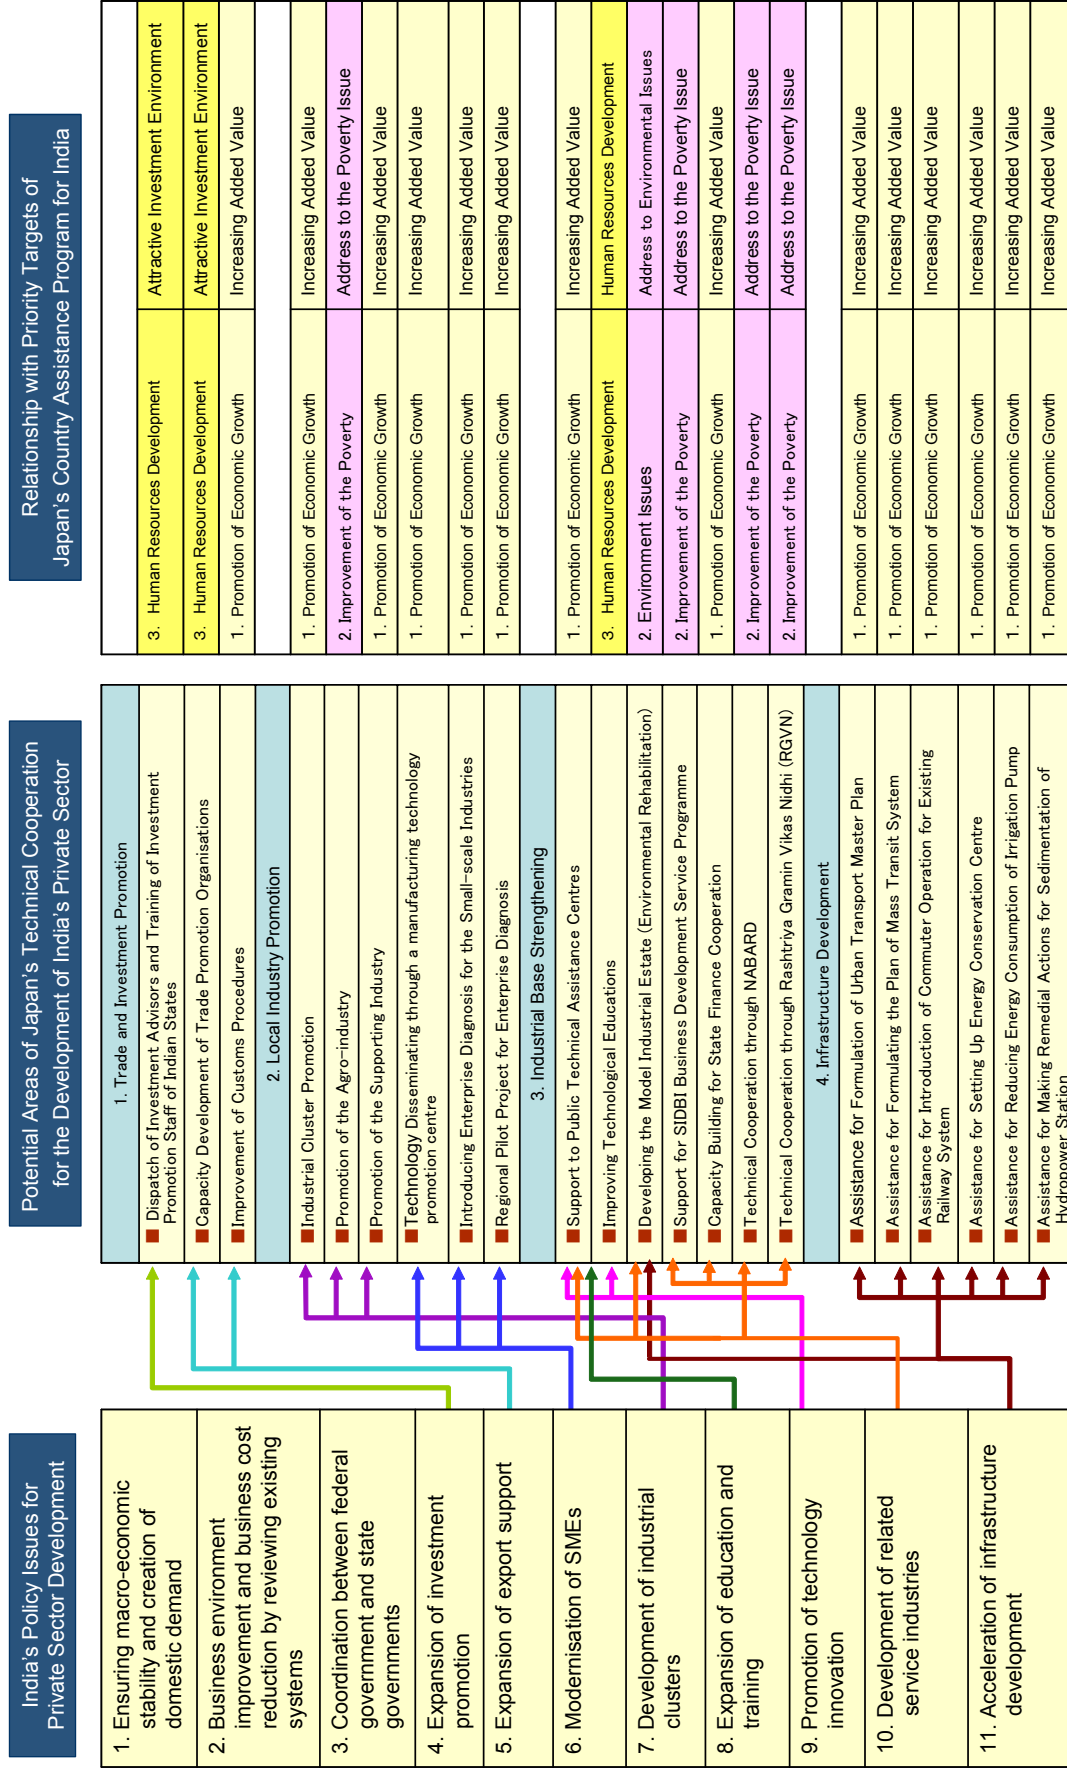 India's Policy Issues for
Private Sector Development
1. Ensuring macro-economic
stability and creation of
domestic demand
2. Business environment
improvement and business cost
reduction by reviewing existing
systems
3. Coordination between federal
government and state
governments
4. Expansion of investment
promotion
5. Expansion of export support
6. Modernisation of SMEs
7. Development of industrial
clusters
8. Expansion of education and
training
9. Promotion of technology
innovation
10. Development of related
service industries
11. Acceleration of infrastructure
development
Potential Areas of Japan's Technical Cooperation
for the Development of India's Private Sector
1. Trade and Investment Promotion
Dispatch of Investment Advisors and Training of Investment
Promotion Staff of Indian States
Capacity Development of Trade Promotion Organisations
Improvement of Customs Procedures
2. Local Industry Promotion
Industrial Cluster Promotion
Promotion of the Agro-industry
Promotion of the Supporting Industry
Technology Disseminating through a manufacturing technology
promotion centre
Introducing Enterprise Diagnosis for the Small-scale Industries
Regional Pilot Project for Enterprise Diagnosis
3. Industrial Base Strengthening
Support to Public Technical Assistance Centres
Improving Technological Educations
Developing the Model Industrial Estate (Environmental Rehabilitation)
Support for SIDBI Business Development Service Programme
Capacity Building for State Finance Cooperation
Technical Cooperation through NABARD
Technical Cooperation through Rashtriya Gramin Vikas Nidhi (RGVN)
4. Infrastructure Development
Assistance for Formulation of Urban Transport Master Plan
Assistance for Formulating the Plan of Mass Transit System
Assistance for Introduction of Commuter Operation for Existing
Railway System
Assistance for Setting Up Energy Conservation Centre
Assistance for Reducing Energy Consumption of Irrigation Pump
Assistance for Making Remedial Actions for Sedimentation of
Hydropower Station
Relationship with Priority Targets of
Japan's Country Assistance Program for India
3. Human Resources Development Attractive Investment Environment
3. Human Resources Development Attractive Investment Environment
1. Promotion of Economic Growth Increasing Added Value
1. Promotion of Economic Growth Increasing Added Value
2. Improvement of the Poverty Address to the Poverty Issue
1. Promotion of Economic Growth Increasing Added Value
1. Promotion of Economic Growth Increasing Added Value
1. Promotion of Economic Growth Increasing Added Value
1. Promotion of Economic Growth Increasing Added Value
1. Promotion of Economic Growth Increasing Added Value
3. Human Resources Development Human Resources Development
2. Environment Issues Address to Environmental Issues
2. Improvement of the Poverty Address to the Poverty Issue
1. Promotion of Economic Growth Increasing Added Value
2. Improvement of the Poverty Address to the Poverty Issue
2. Improvement of the Poverty Address to the Poverty Issue
1. Promotion of Economic Growth Increasing Added Value
1. Promotion of Economic Growth Increasing Added Value
1. Promotion of Economic Growth Increasing Added Value
1. Promotion of Economic Growth Increasing Added Value
1. Promotion of Economic Growth Increasing Added Value
1. Promotion of Economic Growth Increasing Added Value